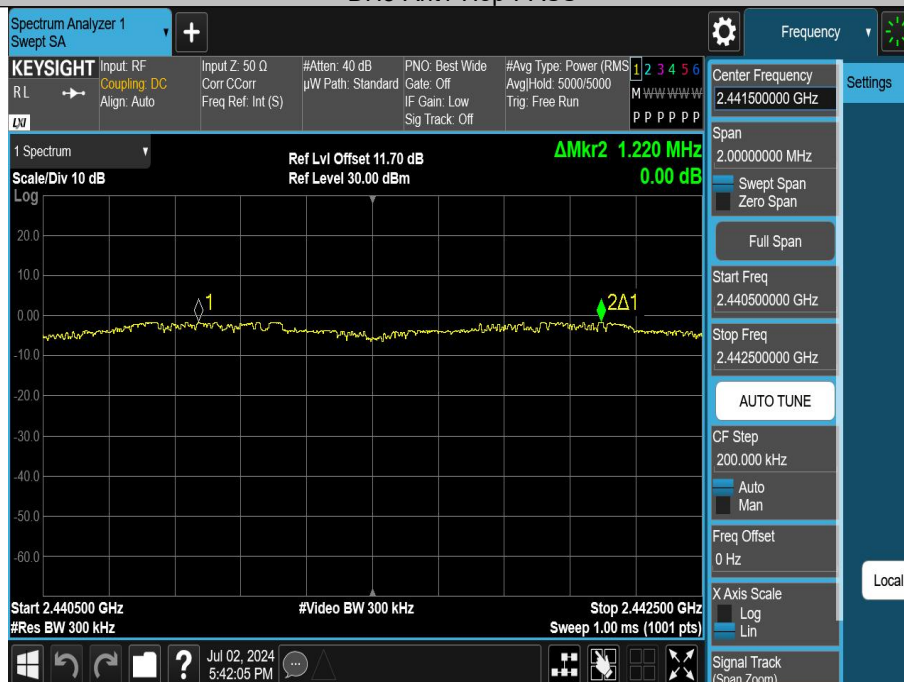 Spectrum Analyzer 1
Swept SA
Frequency
KEYSIGHT
RL
LXI
Input: RF
Coupling: DC
Align: Auto
Input Z: 50 Ω
Corr CCorr
Freq Ref: Int (S)
#Atten: 40 dB
µW Path: Standard
PNO: Best Wide
Gate: Off
IF Gain: Low
Sig Track: Off
#Avg Type: Power (RMS
Avg|Hold: 5000/5000
Trig: Free Run
1 2 3 4 5 6
M W W W W W
P P P P P P
Center Frequency
2.441500000 GHz
Settings
Span
2.00000000 MHz
Swept Span
Zero Span
Full Span
Start Freq
2.440500000 GHz
Stop Freq
2.442500000 GHz
AUTO TUNE
CF Step
200.000 kHz
Auto
Man
Freq Offset
0 Hz
X Axis Scale
Log
Lin
Signal Track
(Span Zoom)
Local
1 Spectrum
Scale/Div 10 dB
Log
Ref Lvl Offset 11.70 dB
Ref Level 30.00 dBm
ΔMkr2 1.220 MHz
0.00 dB
20.0
10.0
0.00
-10.0
-20.0
-30.0
-40.0
-50.0
-60.0
1
2Δ1
Start 2.440500 GHz
#Res BW 300 kHz
#Video BW 300 kHz
Stop 2.442500 GHz
Sweep 1.00 ms (1001 pts)
?
Jul 02, 2024
5:42:05 PM